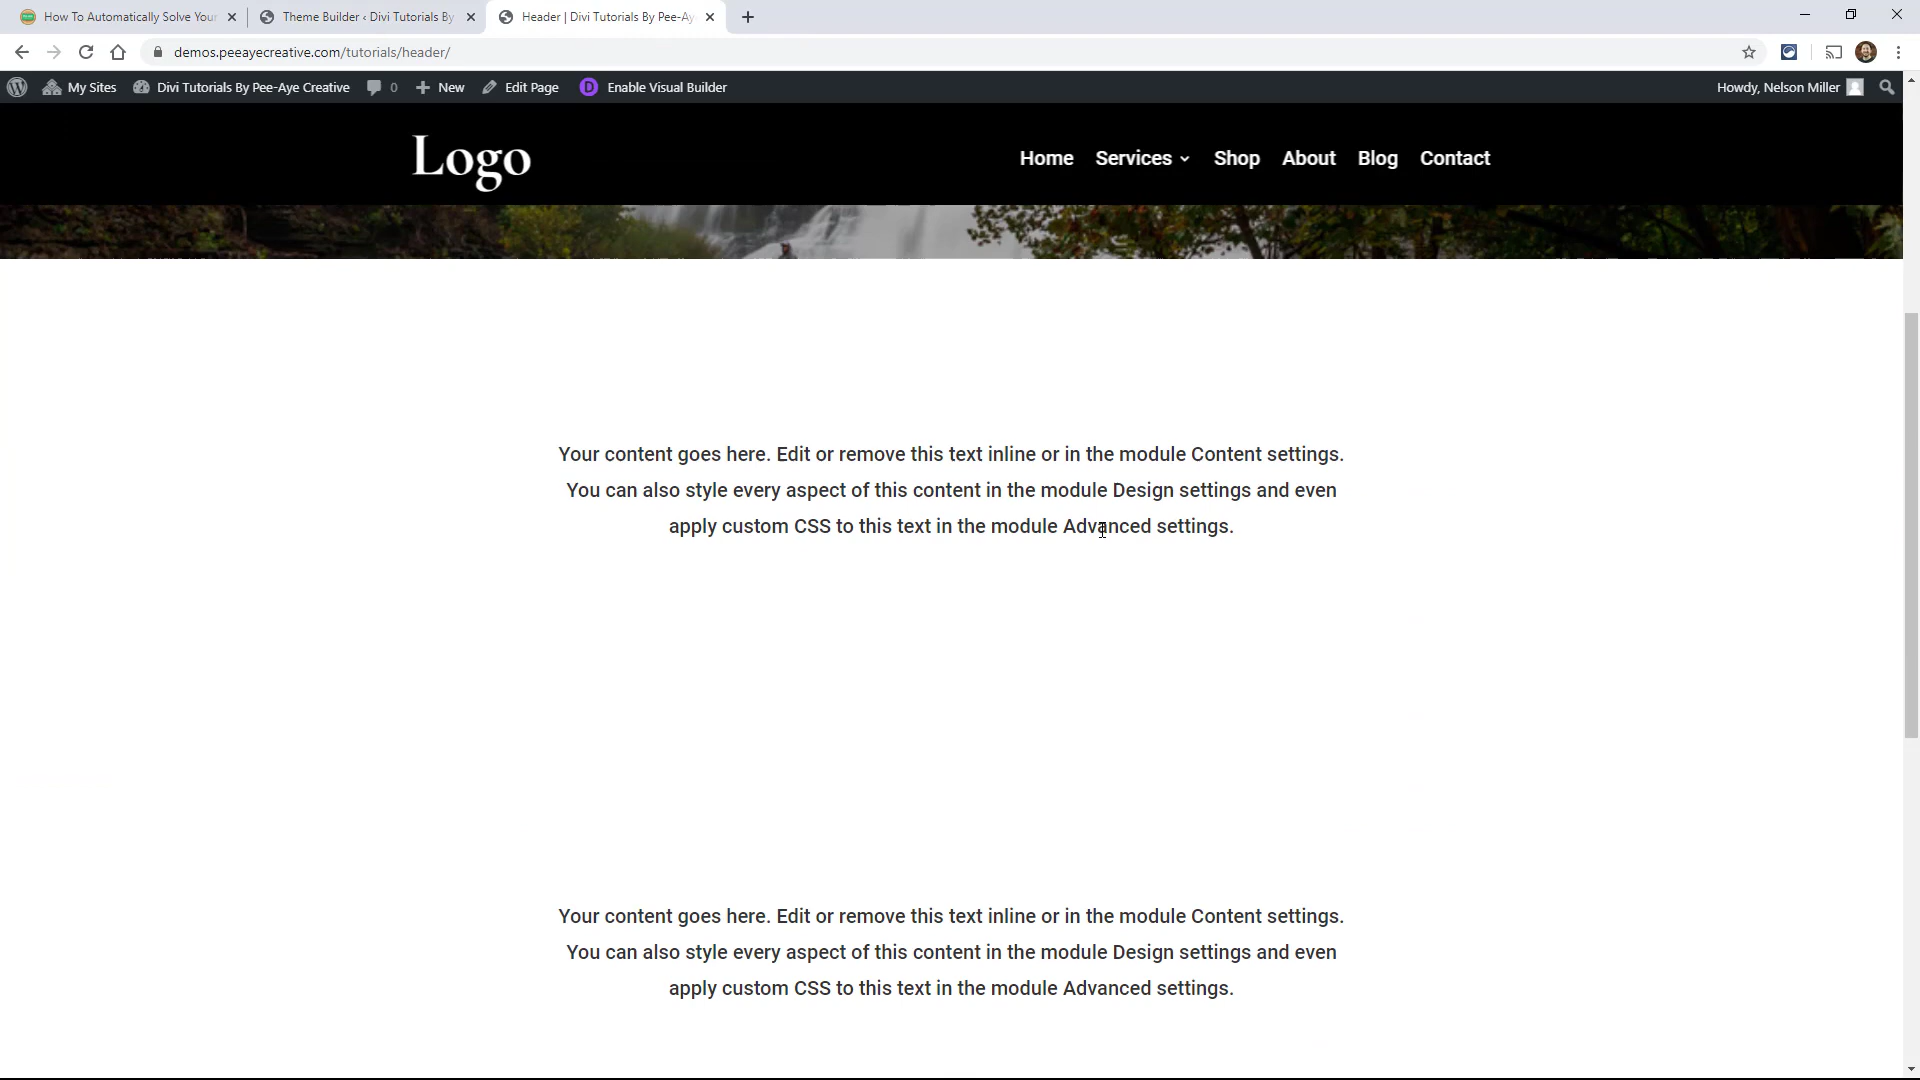 How To Automatically Solve Your
Theme Builder ‹ Divi Tutorials By
Header | Divi Tutorials By Pee-Ay
demos.peeayecreative.com/tutorials/header/
My Sites
Divi Tutorials By Pee-Aye Creative
0
New
Edit Page
D
Enable Visual Builder
Howdy, Nelson Miller
Logo
Home
Services
Shop
About
Blog
Contact
Your content goes here. Edit or remove this text inline or in the module Content settings.
You can also style every aspect of this content in the module Design settings and even
apply custom CSS to this text in the module Advanced settings.
Your content goes here. Edit or remove this text inline or in the module Content settings.
You can also style every aspect of this content in the module Design settings and even
apply custom CSS to this text in the module Advanced settings.